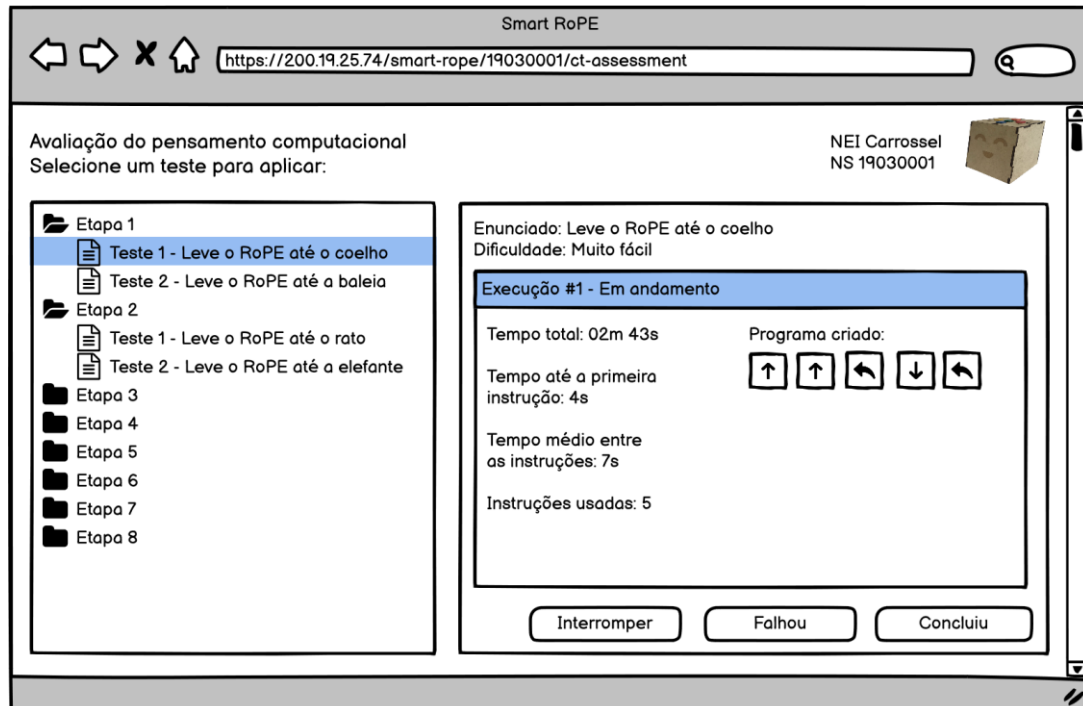 Smart RoPE
https://200.19.25.74/smart-rope/19030001/ct-assessment
Avaliação do pensamento computacional
Selecione um teste para aplicar:
NEI Carrossel
NS 19030001
Etapa 1
Teste 1 - Leve o RoPE até o coelho
Teste 2 - Leve o RoPE até a baleia
Etapa 2
Teste 1 - Leve o RoPE até o rato
Teste 2 - Leve o RoPE até a elefante
Etapa 3
Etapa 4
Etapa 5
Etapa 6
Etapa 7
Etapa 8
Enunciado: Leve o RoPE até o coelho
Dificuldade: Muito fácil
Execução #1 - Em andamento
Tempo total: 02m 43s
Tempo até a primeira
instrução: 4s
Tempo médio entre
as instruções: 7s
Instruções usadas: 5
Programa criado:
Interromper
Falhou
Concluiu